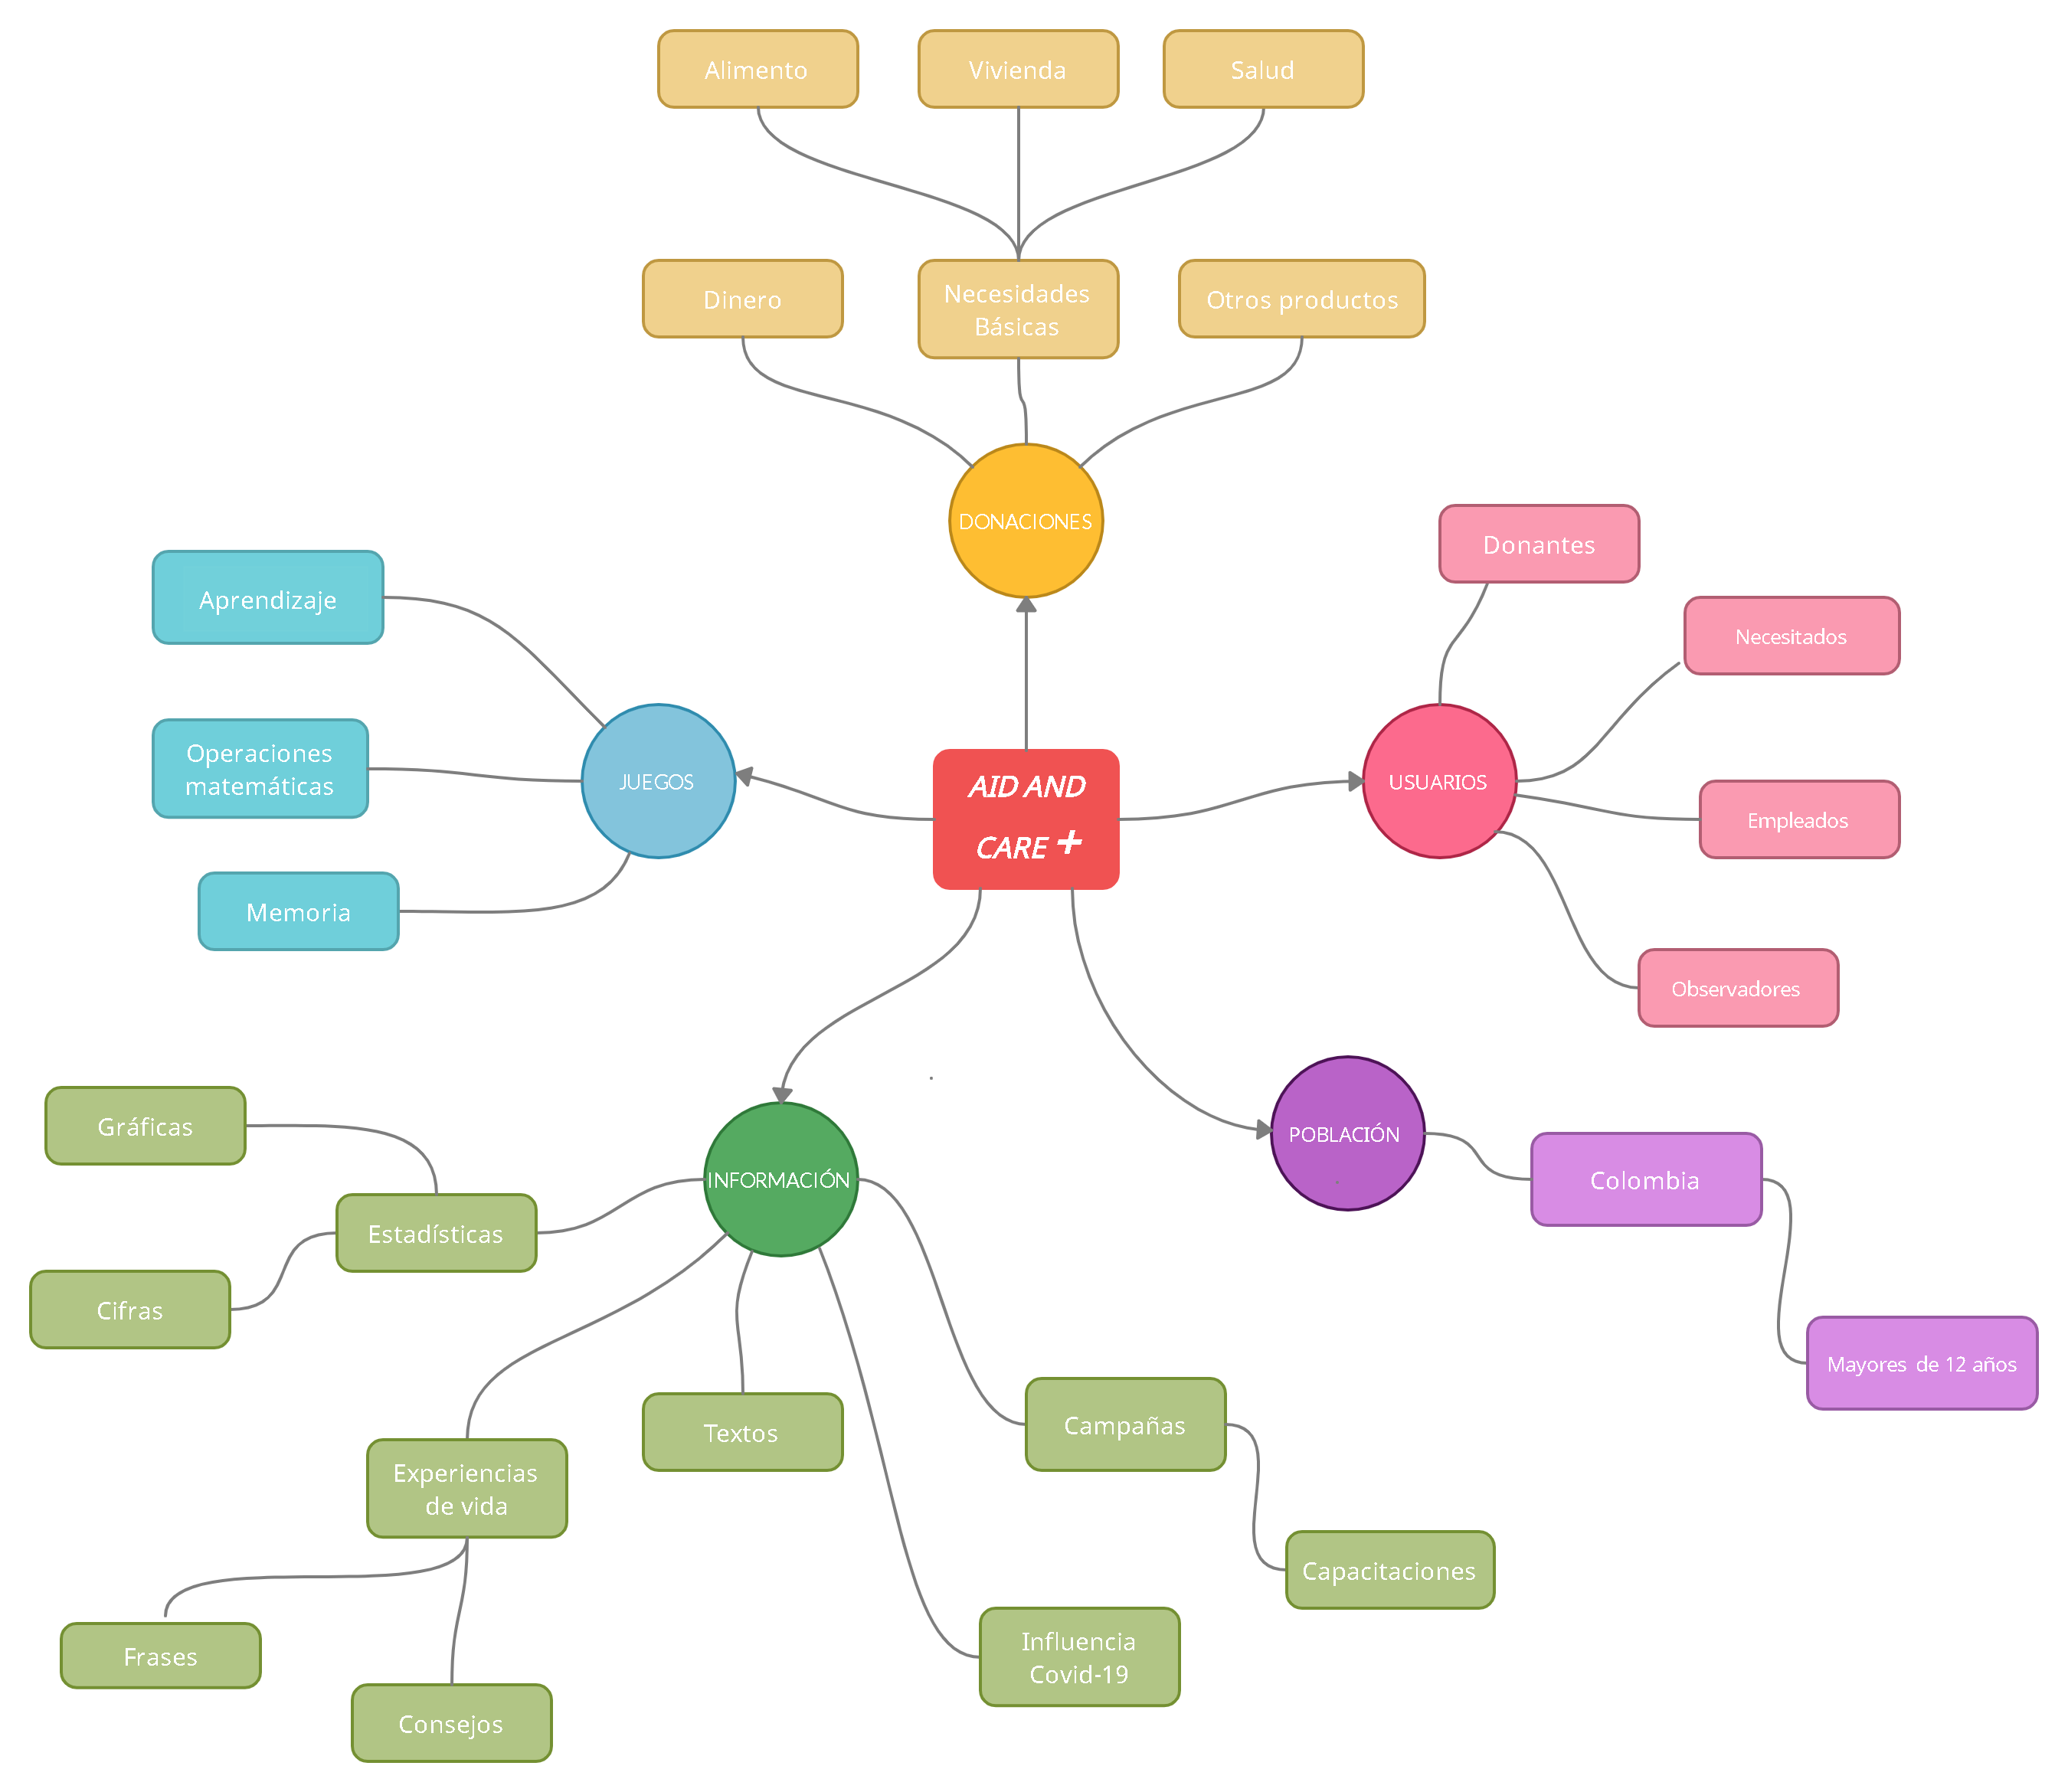 Alimento
Vivienda
Salud
Dinero
Necesidades
Básicas
Otros productos
DONACIONES
Donantes
Aprendizaje
Necesitados
Operaciones
matemáticas
JUEGOS
AID AND
CARE +
USUARIOS
Empleados
Memoria
Observadores
Gráficas
INFORMACIÓN
POBLACIÓN
Colombia
Estadísticas
Cifras
Mayores de 12 años
Textos
Campañas
Experiencias
de vida
Capacitaciones
Frases
Influencia
Covid-19
Consejos